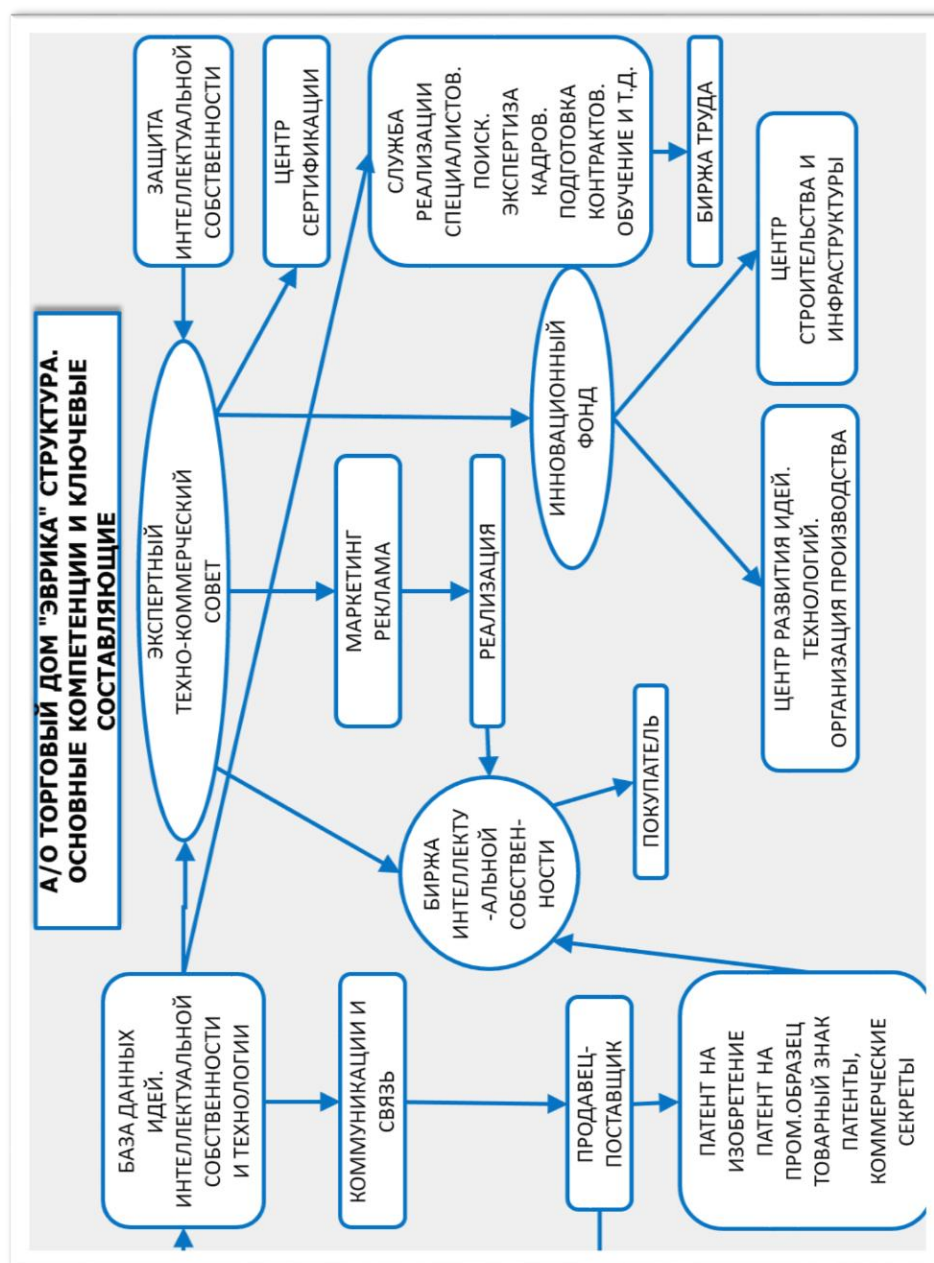 А/О ТОРГОВЫЙ ДОМ "ЭВРИКА" СТРУКТУРА.
ОСНОВНЫЕ КОМПЕТЕНЦИИ И КЛЮЧЕВЫЕ
СОСТАВЛЯЮЩИЕ
БАЗА ДАННЫХ
ИДЕЙ.
ИНТЕЛЛЕКТУАЛЬНОЙ
СОБСТВЕННОСТИ
И ТЕХНОЛОГИИ
ЭКСПЕРТНЫЙ
ТЕХНО-КОММЕРЧЕСКИЙ
СОВЕТ
ЗАЩИТА
ИНТЕЛЛЕКТУАЛЬНОЙ
СОБСТВЕННОСТИ
КОММУНИКАЦИИ И
СВЯЗЬ
МАРКЕТИНГ
РЕКЛАМА
ЦЕНТР
СЕРТИФИКАЦИИ
БИРЖА
ИНТЕЛЛЕКТУ
-АЛЬНОЙ
СОБСТВЕН-
НОСТИ
РЕАЛИЗАЦИЯ
СЛУЖБА
РЕАЛИЗАЦИИ
СПЕЦИАЛИСТОВ.
ПОИСК.
ЭКСПЕРТИЗА
КАДРОВ.
ПОДГОТОВКА
КОНТРАКТОВ.
ОБУЧЕНИЕ И Т.Д.
ПРОДАВЕЦ-
ПОСТАВЩИК
ИННОВАЦИОННЫЙ
ФОНД
ПОКУПАТЕЛЬ
БИРЖА ТРУДА
ПАТЕНТ НА
ИЗОБРЕТЕНИЕ
ПАТЕНТ НА
ПРОМ.ОБРАЗЕЦ
ТОВАРНЫЙ ЗНАК
ПАТЕНТЫ,
КОММЕРЧЕСКИЕ
СЕКРЕТЫ
ЦЕНТР РАЗВИТИЯ ИДЕЙ.
ТЕХНОЛОГИЙ.
ОРГАНИЗАЦИЯ ПРОИЗВОДСТВА
ЦЕНТР
СТРОИТЕЛЬСТВА И
ИНФРАСТРУКТУРЫ